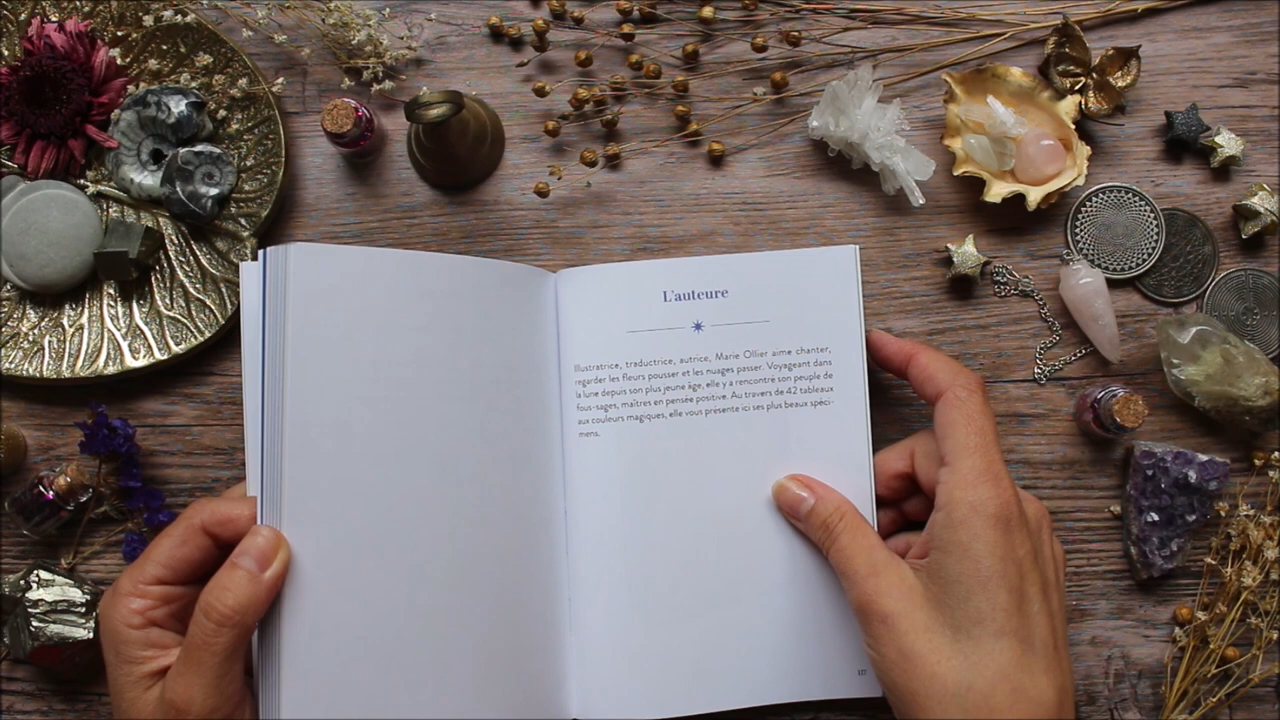 L'auteure
Illustratrice, traductrice, autrice, Marie Ollier aime chanter,
regarder les fleurs pousser et les nuages passer. Voyageant dans
la lune depuis son plus jeune âge, elle y a rencontré son peuple de
fous-sages, maîtres en pensée positive. Au travers de 42 tableaux
aux couleurs magiques, elle vous présente ici ses plus beaux spéci-
mens.
127